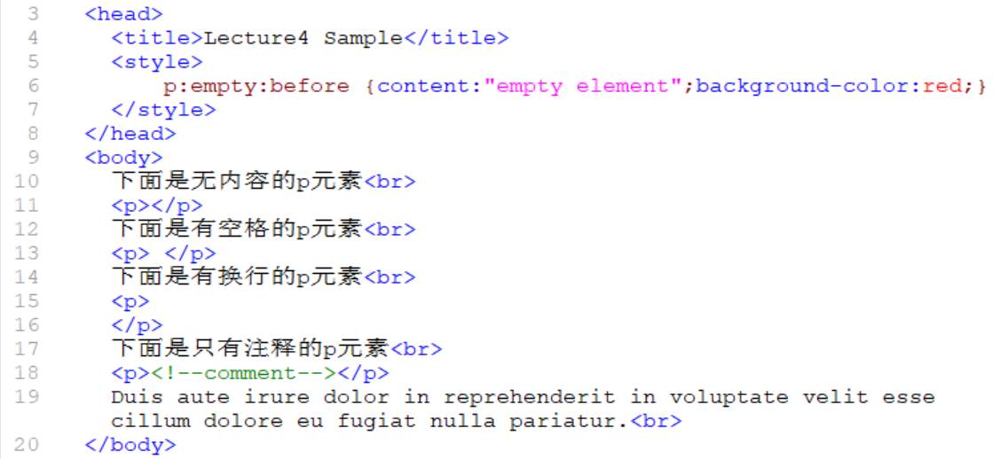 3 <head>
4 <title>Lecture4 Sample</title>
5 <style>
6 p:empty:before {content:"empty element";background-color:red;}
7 </style>
8 </head>
9 <body>
10 下面是无内容的p元素<br>
11 <p></p>
12 下面是有空格的p元素<br>
13 <p> </p>
14 下面是有换行的p元素<br>
15 <p>
16 </p>
17 下面是只有注释的p元素<br>
18 <p><!--comment--></p>
19 Duis aute irure dolor in reprehenderit in voluptate velit esse
cillum dolore eu fugiat nulla pariatur.<br>
20 </body>